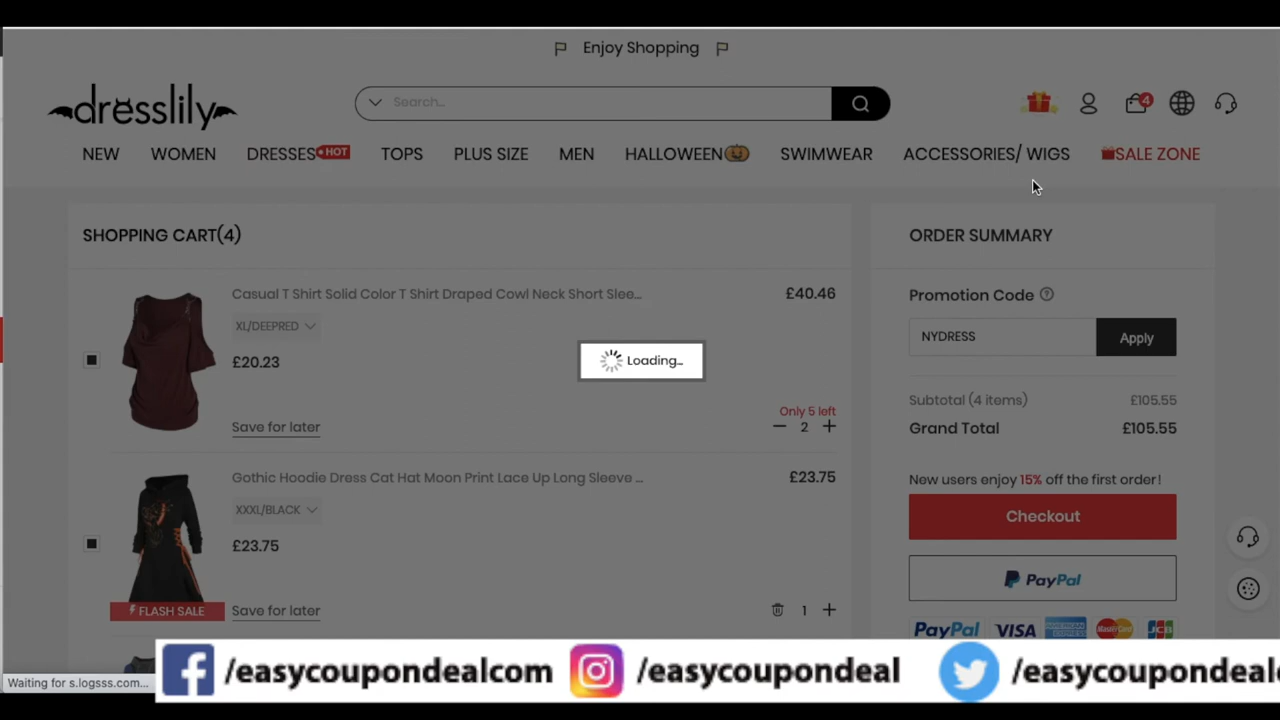 Enjoy Shopping
dresslily
Search...
4
NEW WOMEN DRESSES HOT TOPS PLUS SIZE MEN HALLOWEEN SWIMWEAR ACCESSORIES/ WIGS SALE ZONE
SHOPPING CART(4)
Casual T Shirt Solid Color T Shirt Draped Cowl Neck Short Slee... £40.46
XL/DEEPRED
£20.23
Only 5 left
Save for later
− 2 +
Gothic Hoodie Dress Cat Hat Moon Print Lace Up Long Sleeve ... £23.75
XXXL/BLACK
£23.75
FLASH SALE
Save for later
1 +
Loading...
ORDER SUMMARY
Promotion Code ?
NYDRESS Apply
Subtotal (4 items) £105.55
Grand Total £105.55
New users enjoy 15% off the first order!
Checkout
PayPal
PayPal VISA AMERICAN EXPRESS MasterCard JCB
Waiting for s.logsss.com...
/easycoupondealcom /easycoupondeal /easycoupondeal